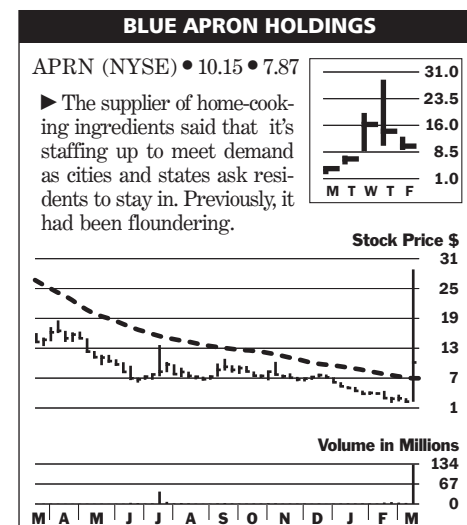 BLUE APRON HOLDINGS
APRN (NYSE) ● 10.15 ● 7.87
► The supplier of home-cook-
ing ingredients said that it's
staffing up to meet demand
as cities and states ask resi-
dents to stay in. Previously, it
had been floundering.
31.0
23.5
16.0
8.5
1.0
M T W T F
Stock Price $
31
25
19
13
7
1
Volume in Millions
134
67
0
M A M J J A S O N D J F M